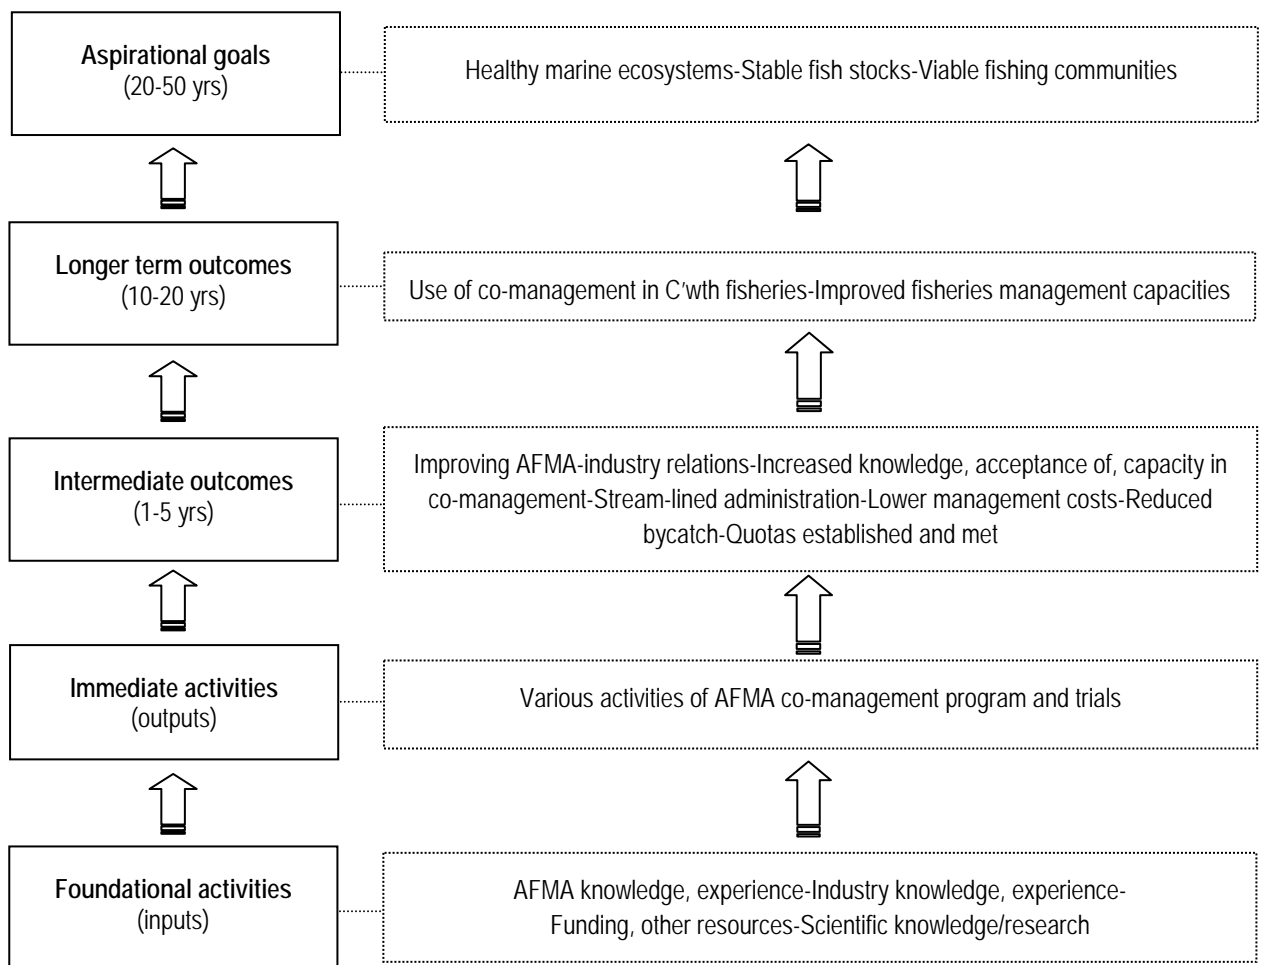 Aspirational goals
(20-50 yrs)
Healthy marine ecosystems-Stable fish stocks-Viable fishing communities
Longer term outcomes
(10-20 yrs)
Use of co-management in C'wth fisheries-Improved fisheries management capacities
Intermediate outcomes
(1-5 yrs)
Improving AFMA-industry relations-Increased knowledge, acceptance of, capacity in
co-management-Stream-lined administration-Lower management costs-Reduced
bycatch-Quotas established and met
Immediate activities
(outputs)
Various activities of AFMA co-management program and trials
Foundational activities
(inputs)
AFMA knowledge, experience-Industry knowledge, experience-
Funding, other resources-Scientific knowledge/research